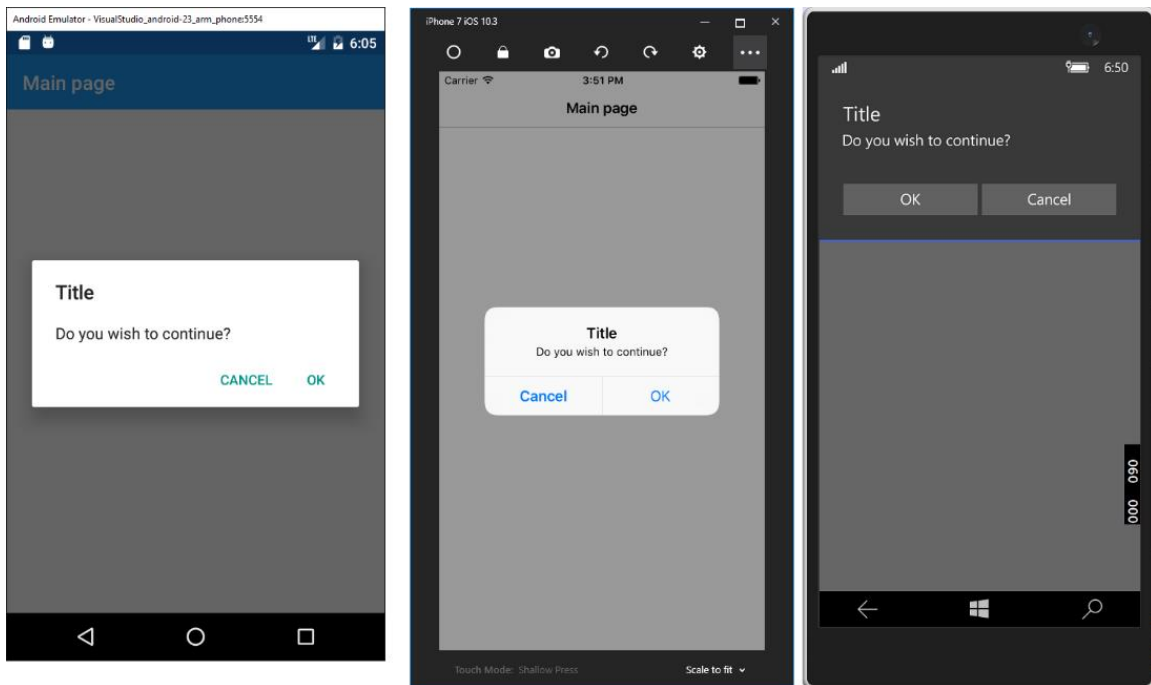 Android Emulator - VisualStudio_android-23_arm_phone:5554
LTE 6:05
Main page
Title
Do you wish to continue?
CANCEL OK
iPhone 7 iOS 10.3
Carrier 3:51 PM
Main page
Title
Do you wish to continue?
Cancel OK
Touch Mode: Shallow Press Scale to fit
6:50
Title
Do you wish to continue?
OK Cancel
000 090